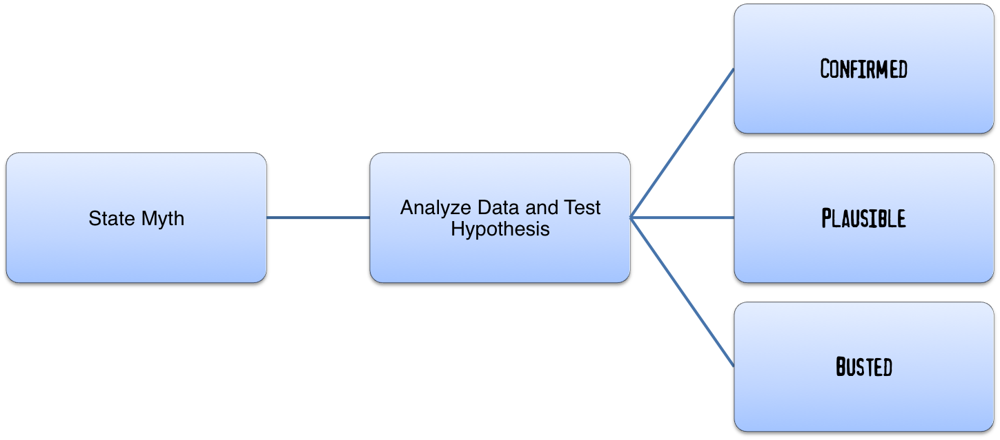 State Myth
Analyze Data and Test
Hypothesis
CONFIRMED
PLAUSIBLE
BUSTED